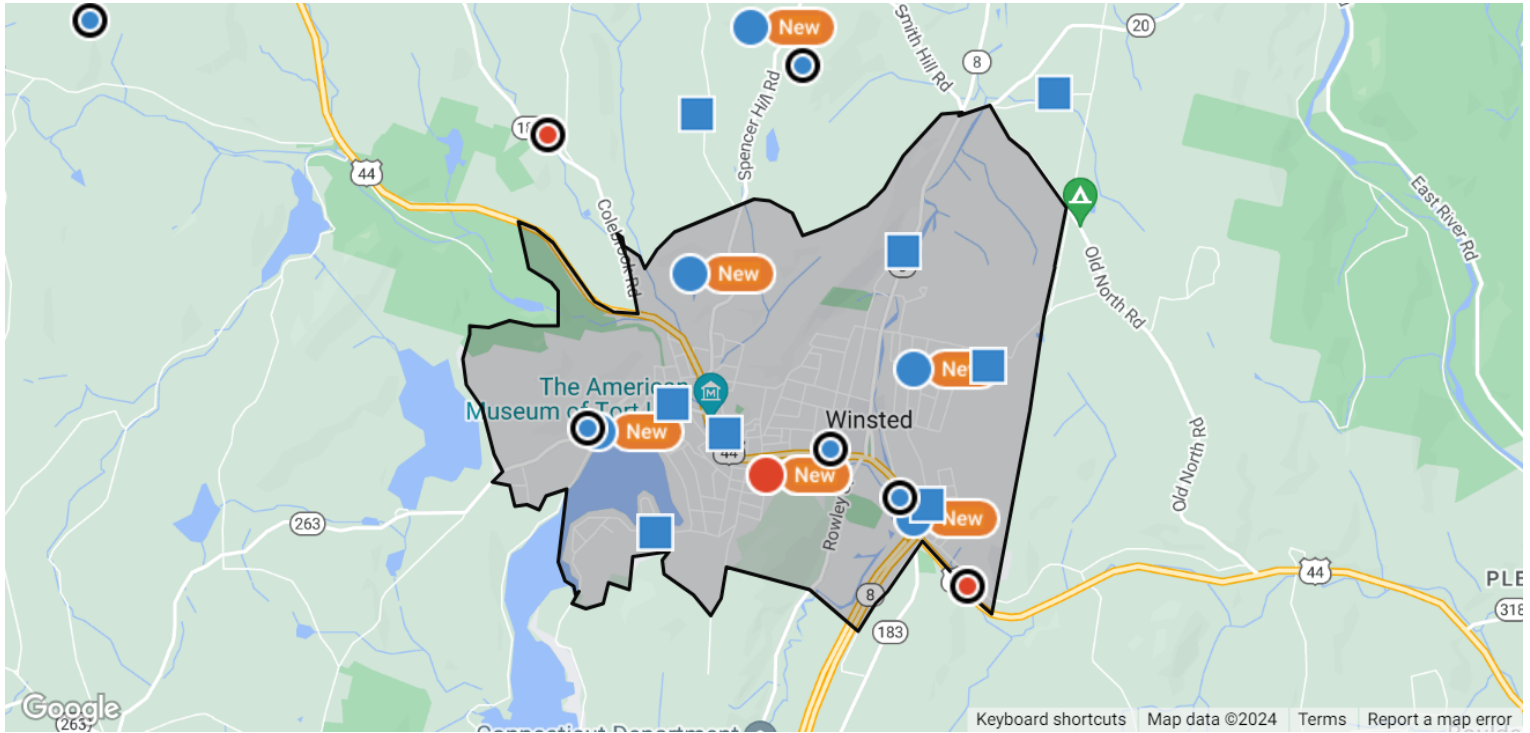 New
20
Smith Hill Rd
8
Spencer Hill Rd
44
East River Rd
Colebrook Rd
Old North Rd
New
The American
Museum of Tort
New
New
Winsted
44
New
Old North Rd
New
263
Rowley
44
PLE
8
318
183
Google
263
Connecticut Department
Keyboard shortcuts
Map data ©2024
Terms
Report a map error